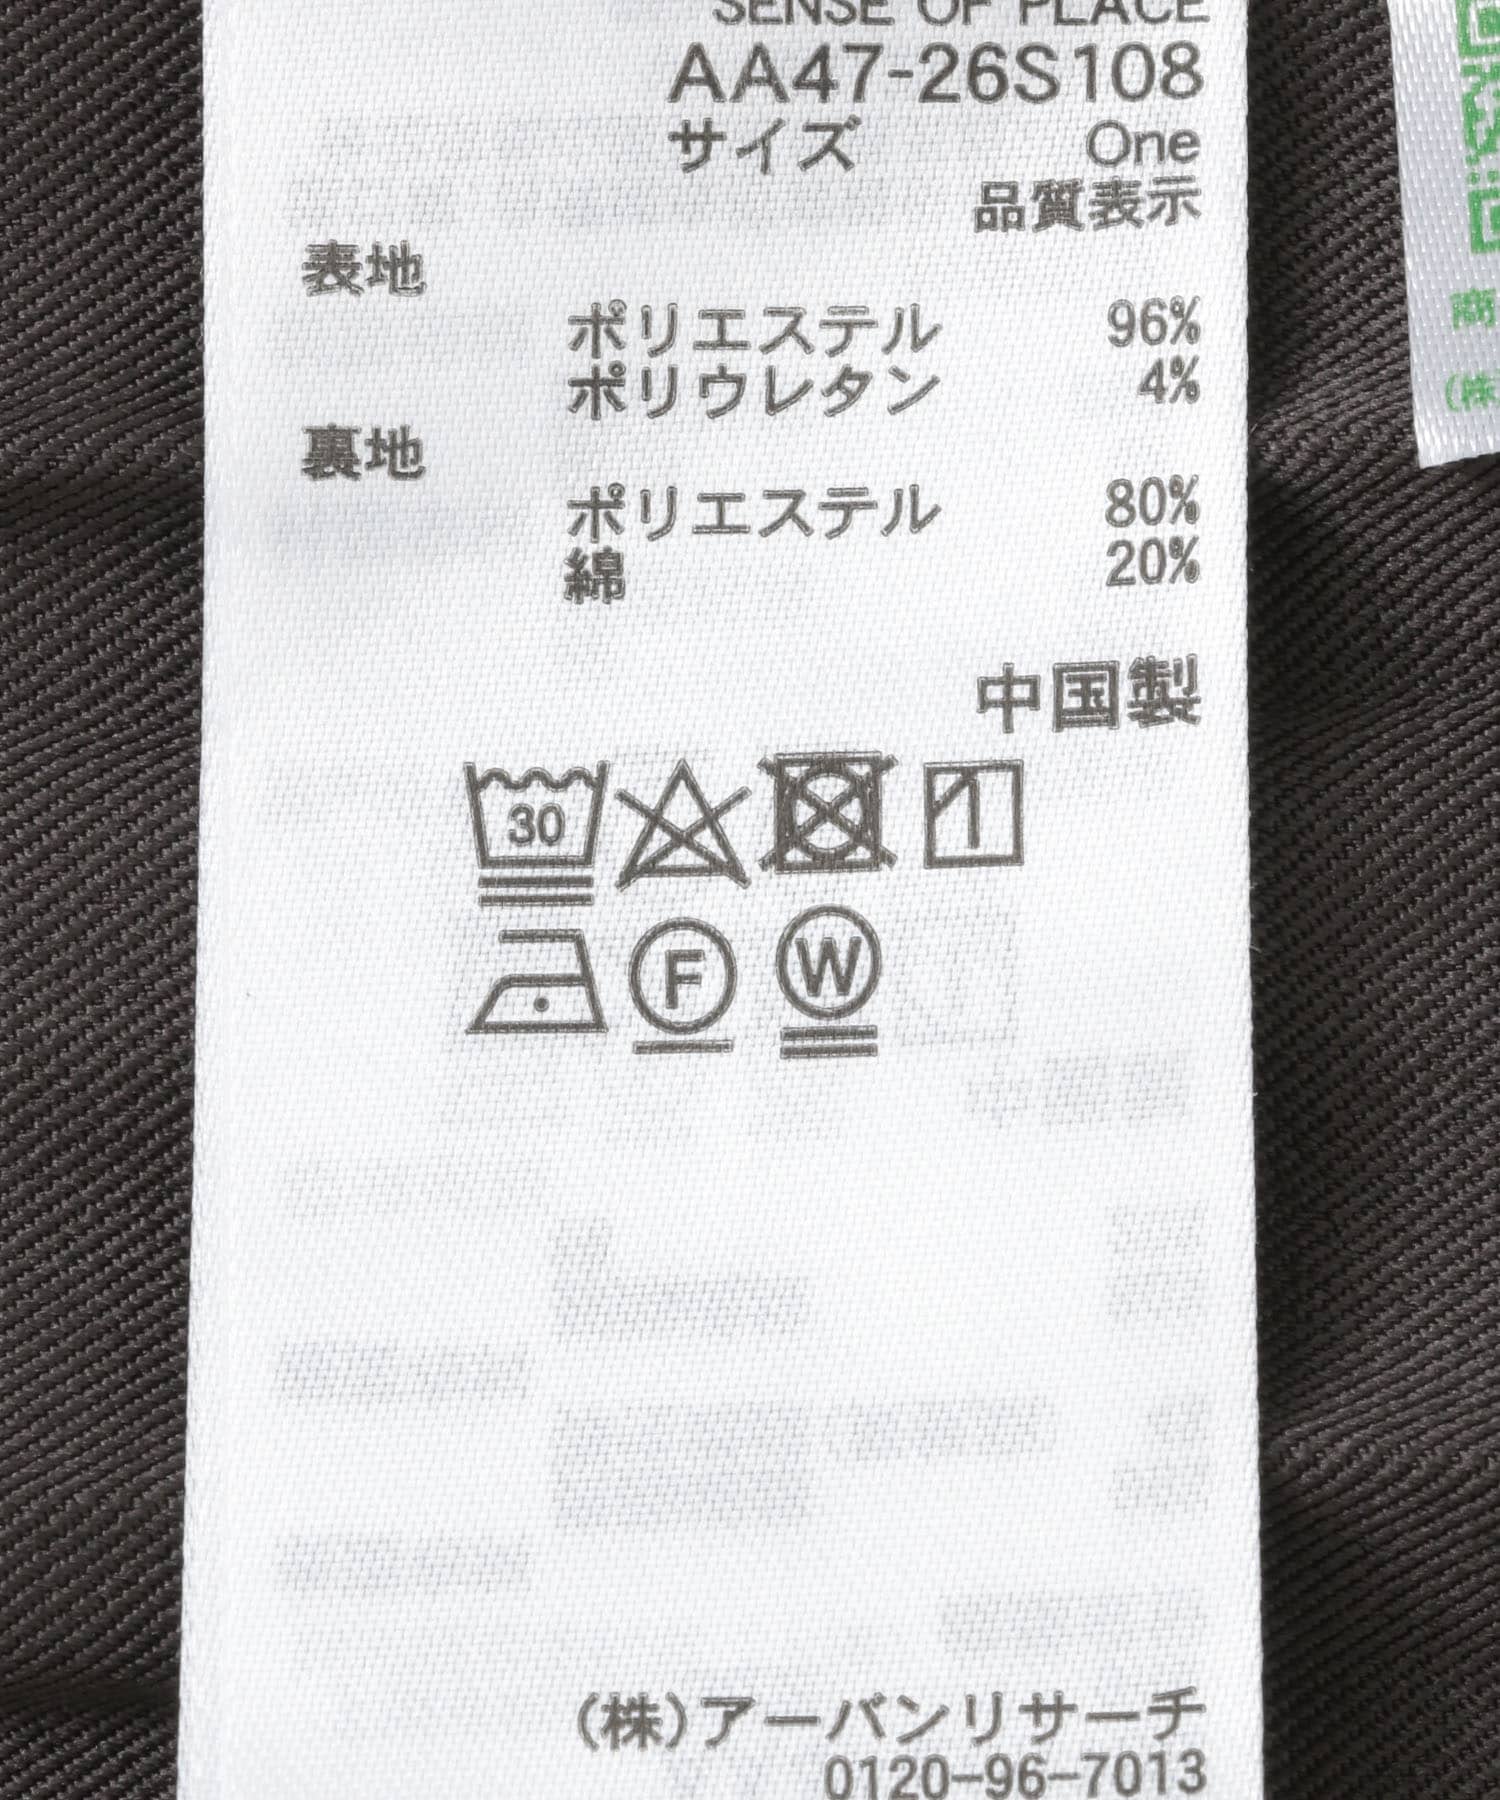 SENSE OF PLACE
AA47-26S108
サイズ One
品質表示
表地
ポリエステル 96%
ポリウレタン 4%
裏地
ポリエステル 80%
綿 20%
中国製
30
F W
(株)アーバンリサーチ
0120-96-7013
商
(株